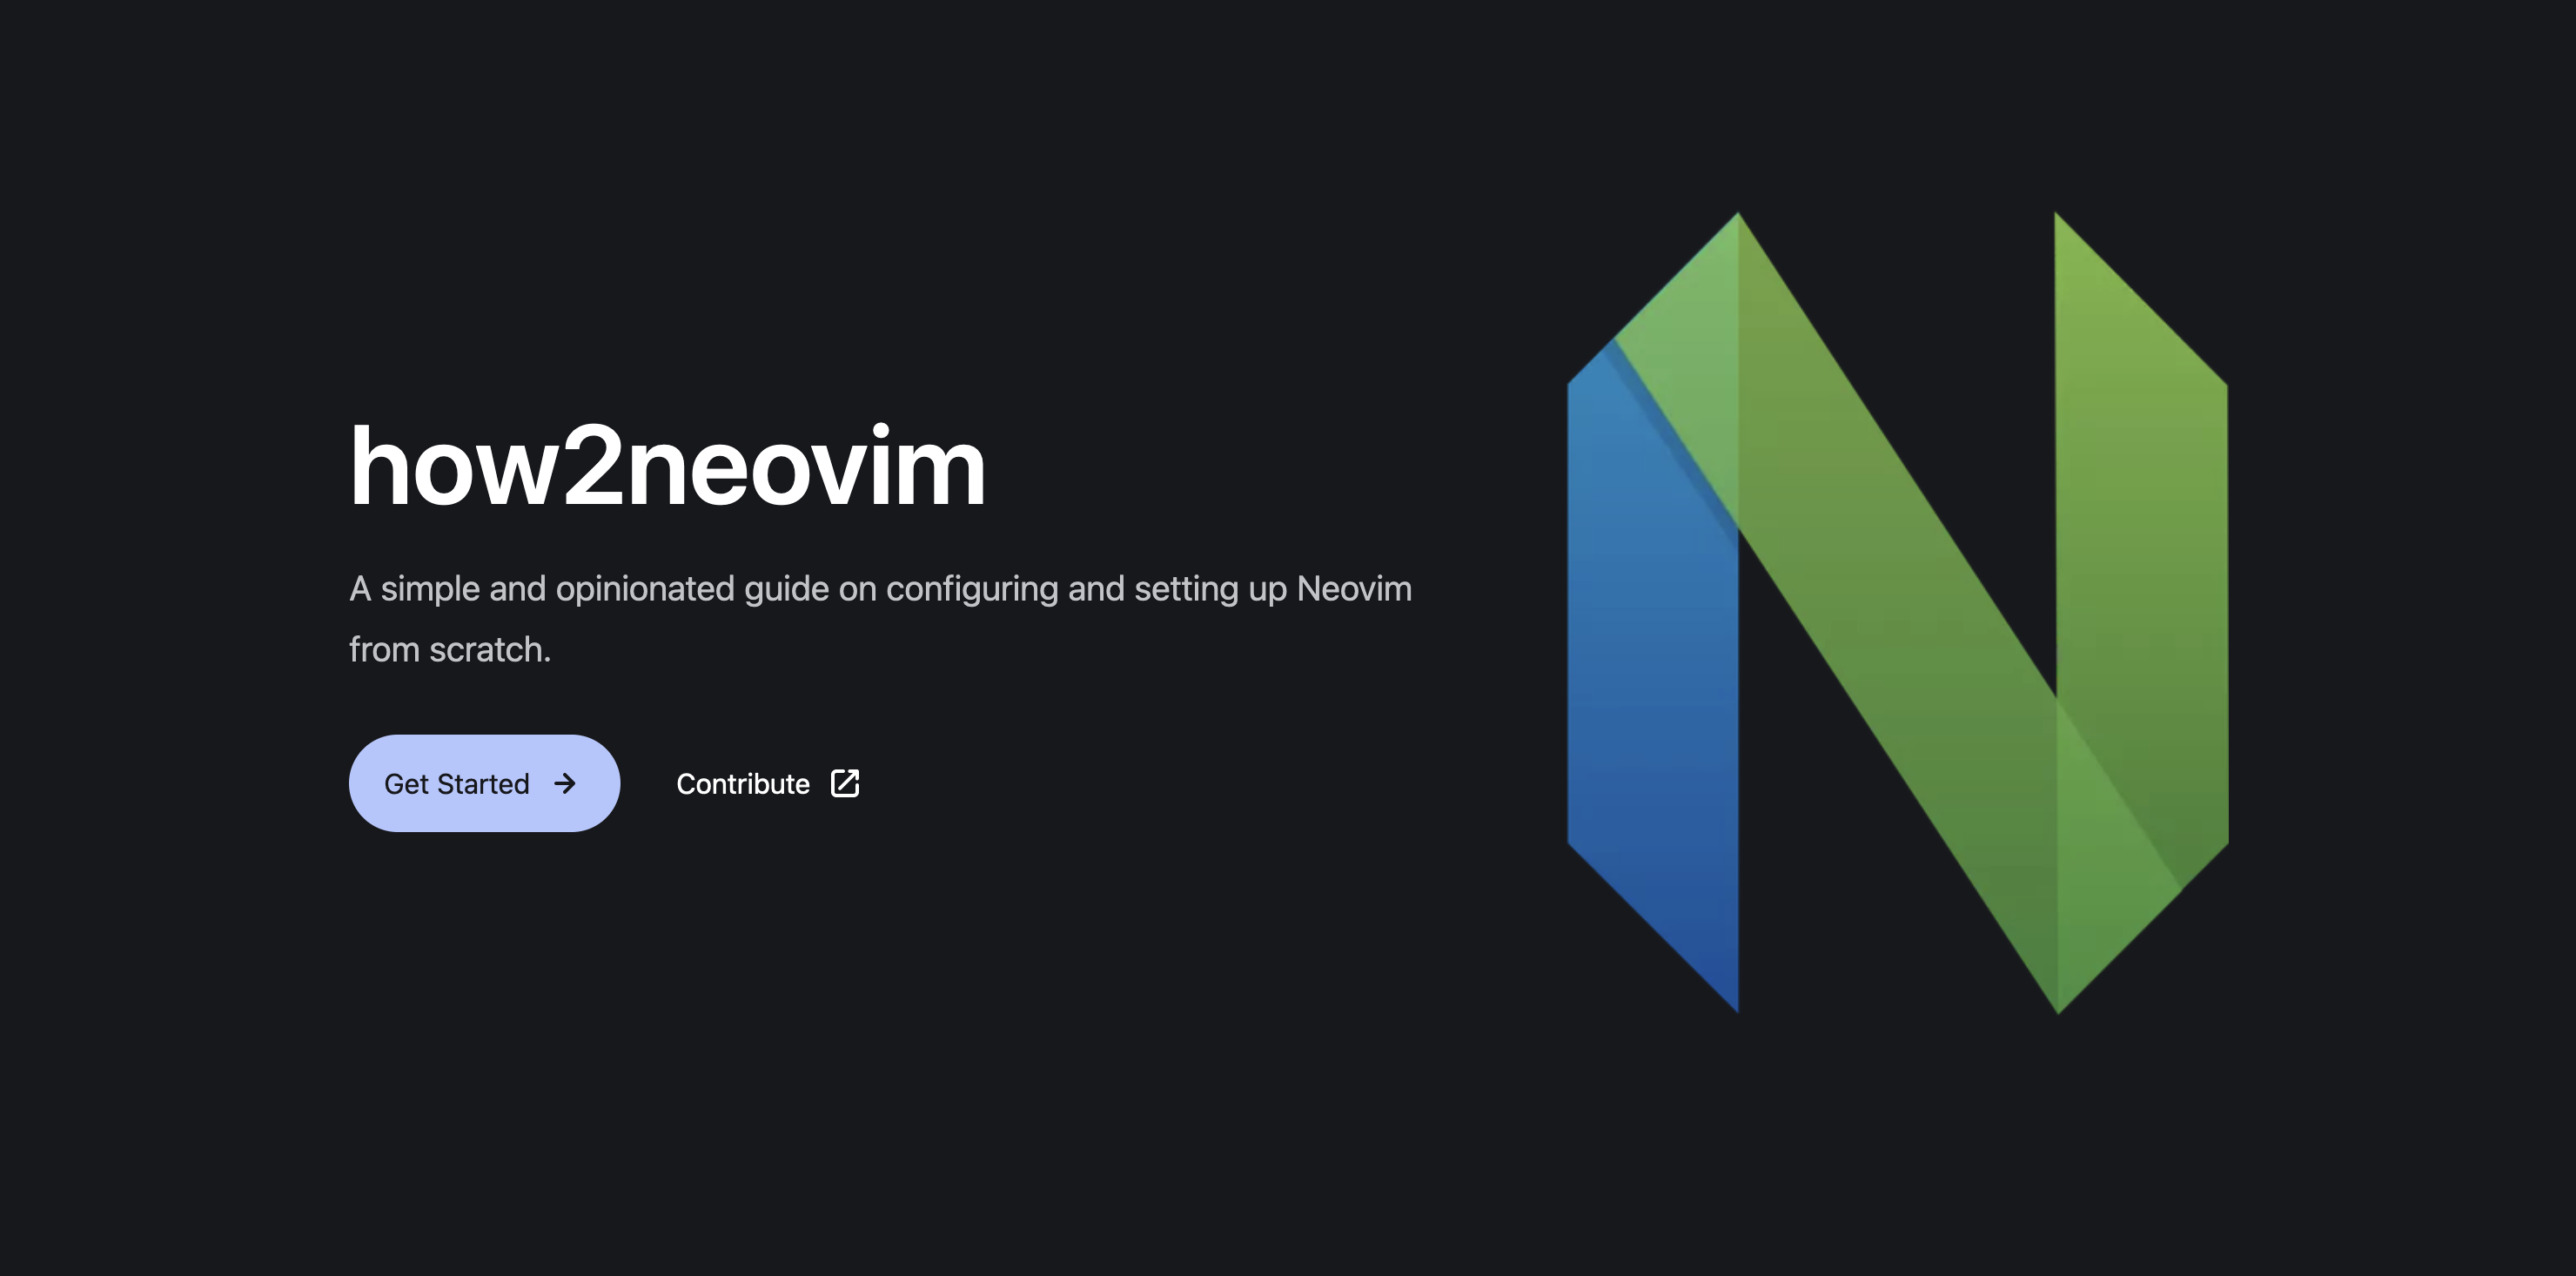 how2neovim
A simple and opinionated guide on configuring and setting up Neovim
from scratch.
Get Started
Contribute